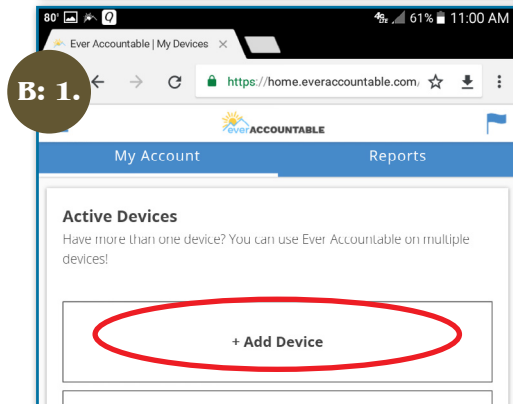 80° Q 61% 11:00 AM
Ever Accountable | My Devices ×
B: 1.
https://home.everaccountable.com/
ever ACCOUNTABLE
My Account Reports
Active Devices
Have more than one device? You can use Ever Accountable on multiple
devices!
+ Add Device